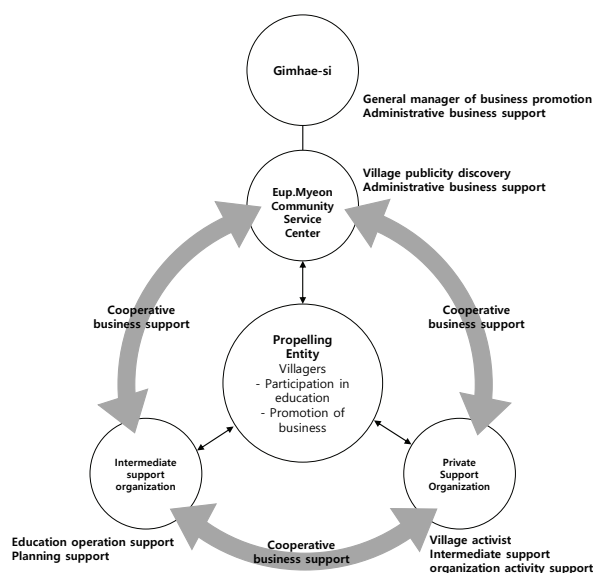 Gimhae-si
General manager of business promotion
Administrative business support
Village publicity discovery
Administrative business support
Eup.Myeon
Community
Service
Center
Cooperative
business support
Cooperative
business support
Propelling
Entity
Villagers
- Participation in
education
- Promotion of
business
Intermediate
support
organization
Private
Support
Organization
Education operation support
Planning support
Cooperative
business support
Village activist
Intermediate support
organization activity support